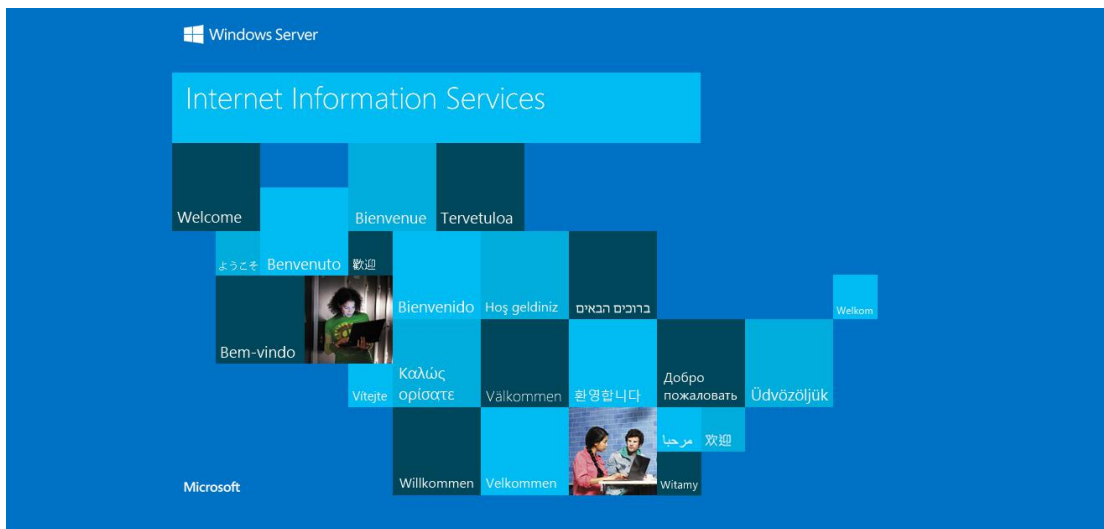 Windows Server
Internet Information Services
Welcome
Bienvenue
Tervetuloa
ようこそ
Benvenuto
歡迎
Bienvenido
Hoş geldiniz
ברוכים הבאים
Welkom
Bem-vindo
Vítejte
Καλώς
ορίσατε
Välkommen
환영합니다
Добро
пожаловать
Üdvözöljük
مرحبا
欢迎
Microsoft
Willkommen
Velkommen
Witamy